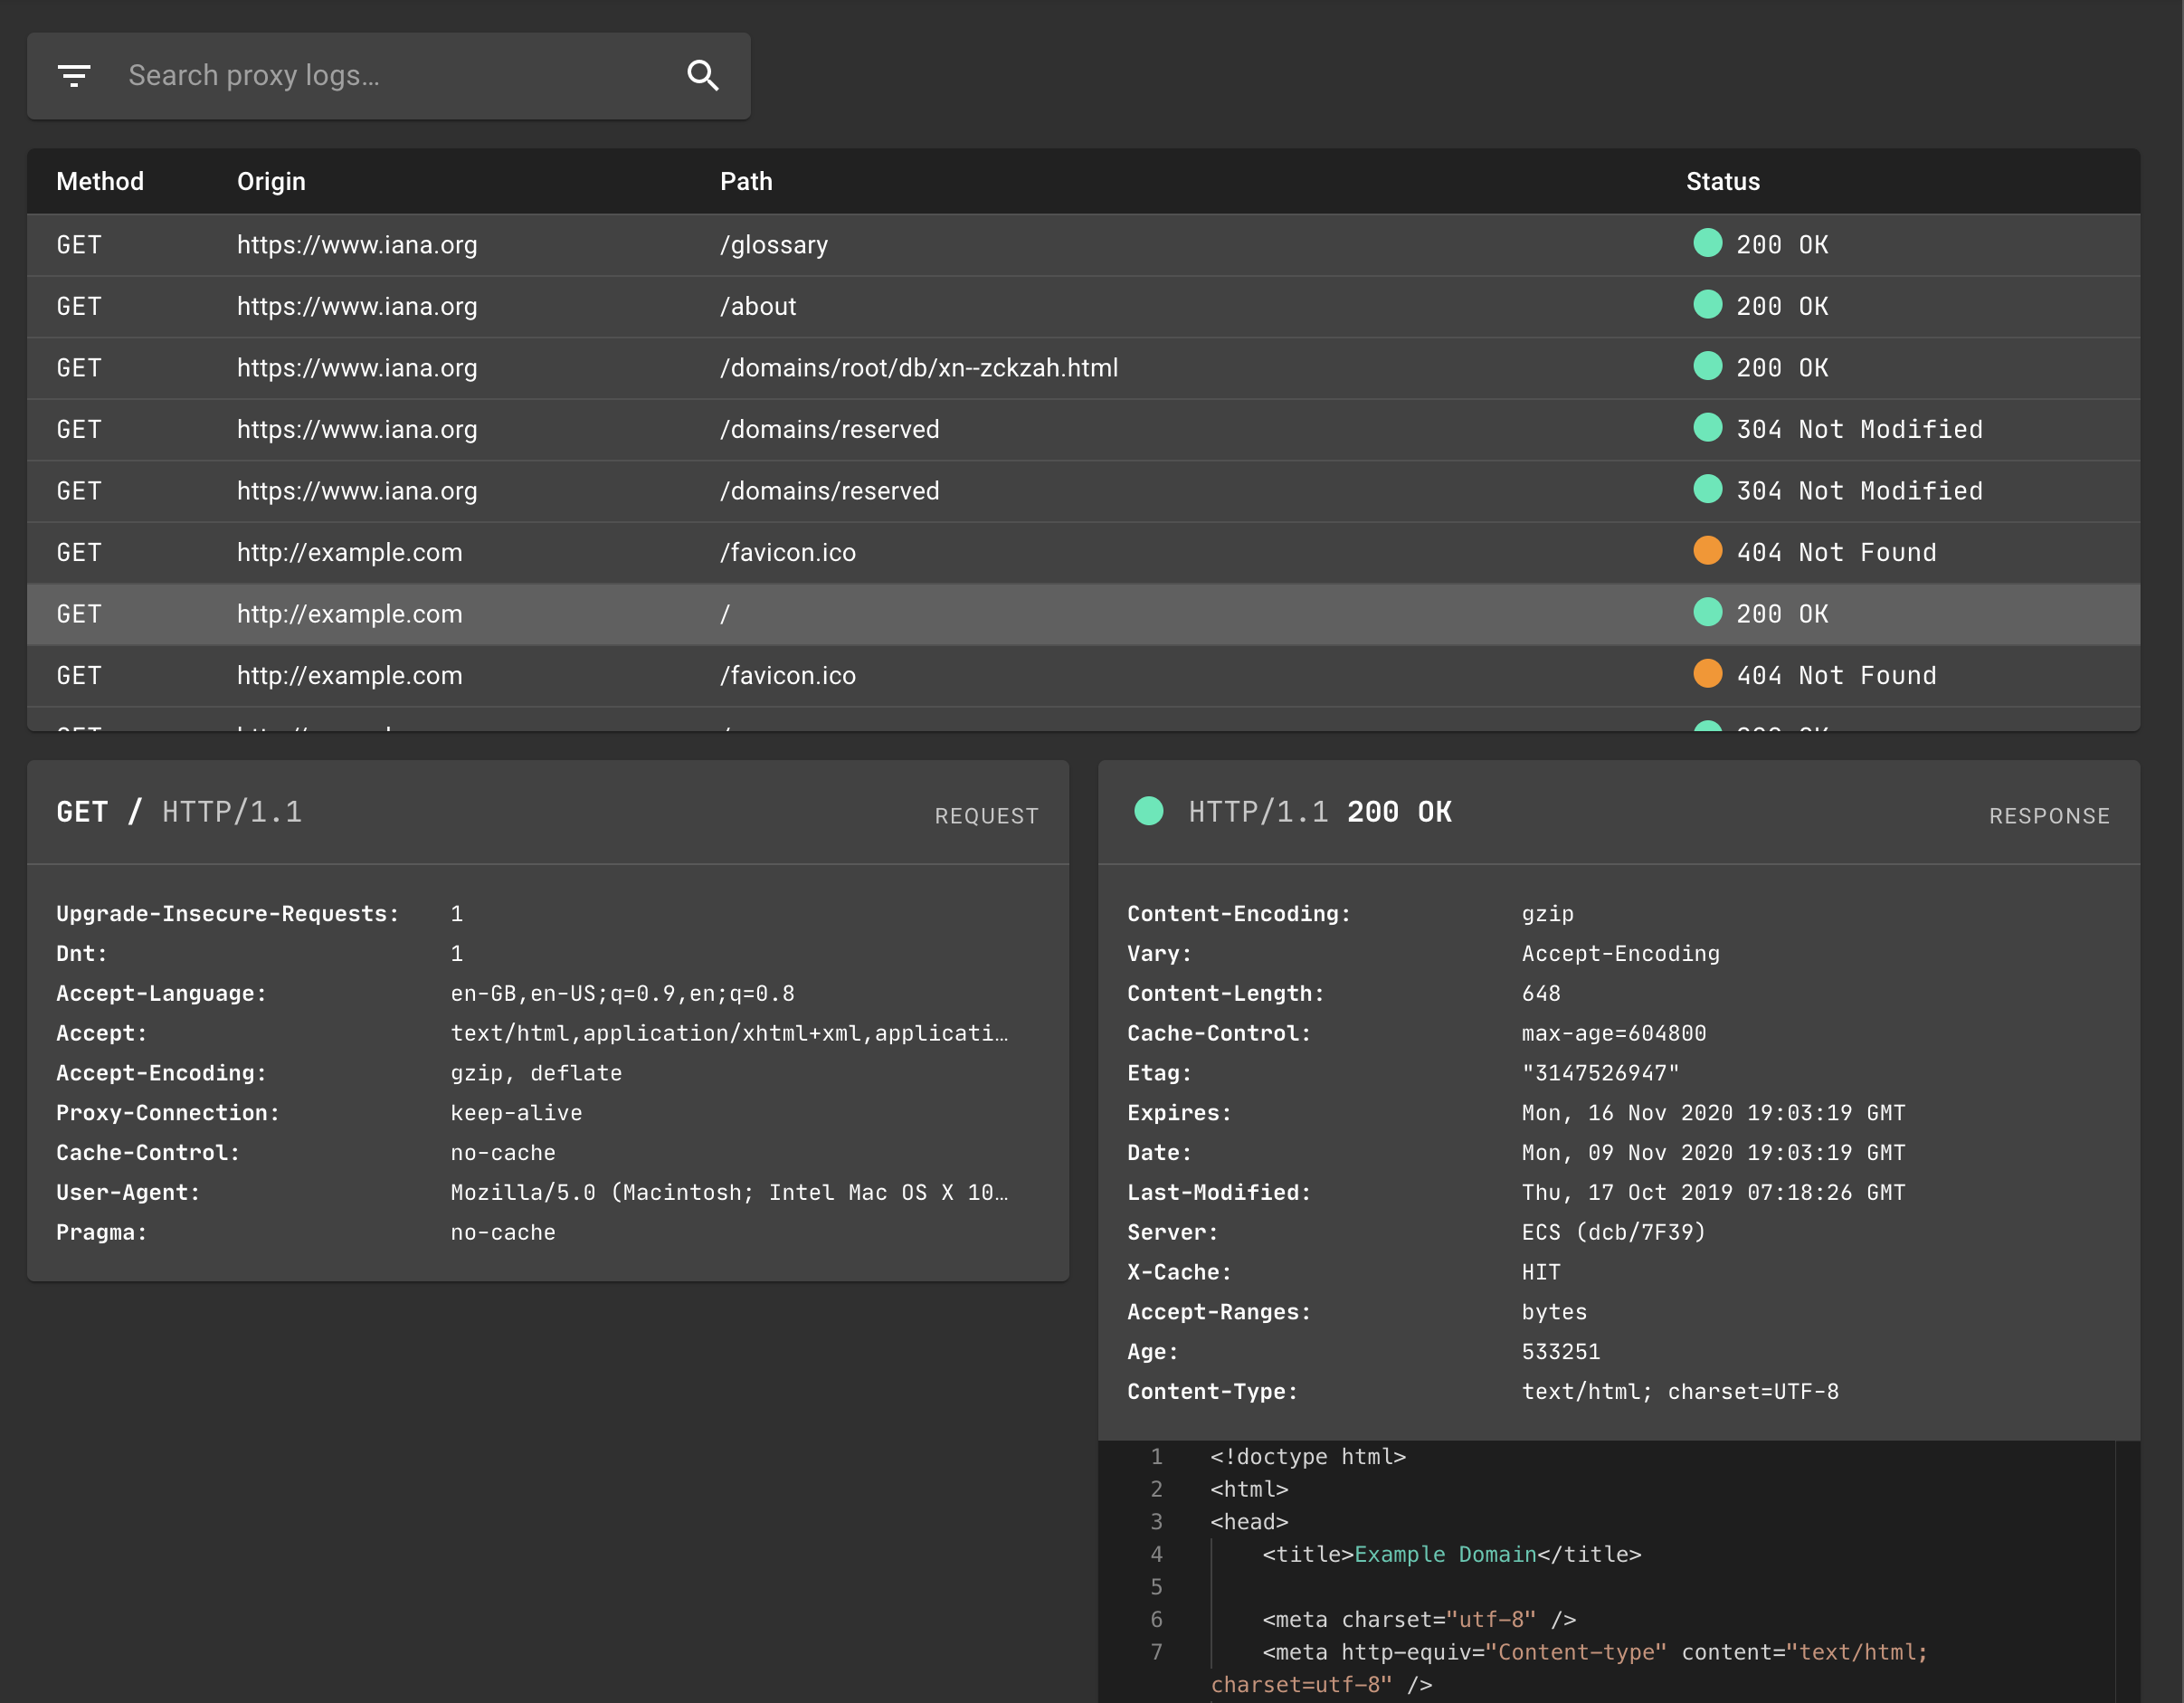 Search proxy logs…
Method Origin Path Status
GET https://www.iana.org /glossary 200 OK
GET https://www.iana.org /about 200 OK
GET https://www.iana.org /domains/root/db/xn--zckzah.html 200 OK
GET https://www.iana.org /domains/reserved 304 Not Modified
GET https://www.iana.org /domains/reserved 304 Not Modified
GET http://example.com /favicon.ico 404 Not Found
GET http://example.com / 200 OK
GET http://example.com /favicon.ico 404 Not Found
GET / HTTP/1.1 REQUEST
Upgrade-Insecure-Requests: 1
Dnt: 1
Accept-Language: en-GB,en-US;q=0.9,en;q=0.8
Accept: text/html,application/xhtml+xml,applicati…
Accept-Encoding: gzip, deflate
Proxy-Connection: keep-alive
Cache-Control: no-cache
User-Agent: Mozilla/5.0 (Macintosh; Intel Mac OS X 10…
Pragma: no-cache
HTTP/1.1 200 OK RESPONSE
Content-Encoding: gzip
Vary: Accept-Encoding
Content-Length: 648
Cache-Control: max-age=604800
Etag: "3147526947"
Expires: Mon, 16 Nov 2020 19:03:19 GMT
Date: Mon, 09 Nov 2020 19:03:19 GMT
Last-Modified: Thu, 17 Oct 2019 07:18:26 GMT
Server: ECS (dcb/7F39)
X-Cache: HIT
Accept-Ranges: bytes
Age: 533251
Content-Type: text/html; charset=UTF-8
1 <!doctype html>
2 <html>
3 <head>
4 <title>Example Domain</title>
5
6 <meta charset="utf-8" />
7 <meta http-equiv="Content-type" content="text/html;
charset=utf-8" />